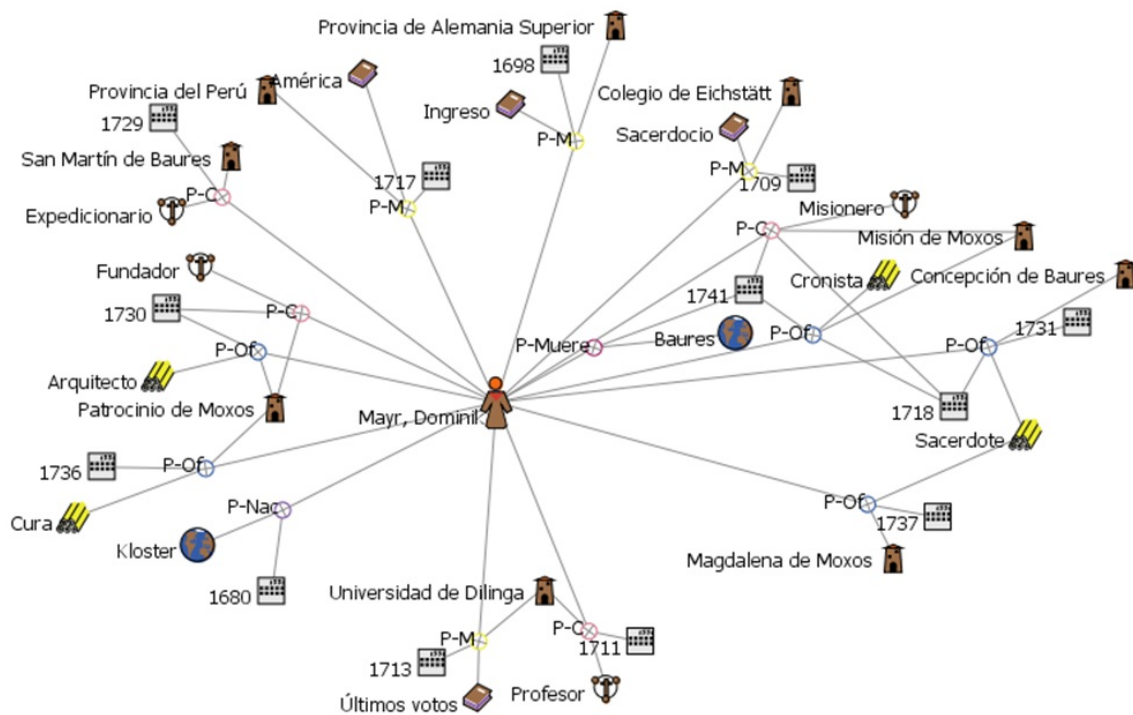 Provincia de Alemania Superior
1698
América
Provincia del Perú
1729
Ingreso
Colegio de Eichstätt
Sacerdocio
P-M
San Martín de Baures
P-C
1717
P-M
P-M
1709
Expedicionario
Misionero
P-C
Misión de Moxos
Fundador
Cronista
Concepción de Baures
1741
1730
P-C
P-Of
1731
P-Muere
Baures
P-Of
P-Of
Arquitecto
Patrocinio de Moxos
Mayr, Dominik
1718
Sacerdote
1736
P-Of
Cura
P-Nac
P-Of
1737
Kloster
Magdalena de Moxos
1680
Universidad de Dilinga
P-M
P-C
1711
1713
Últimos votos
Profesor